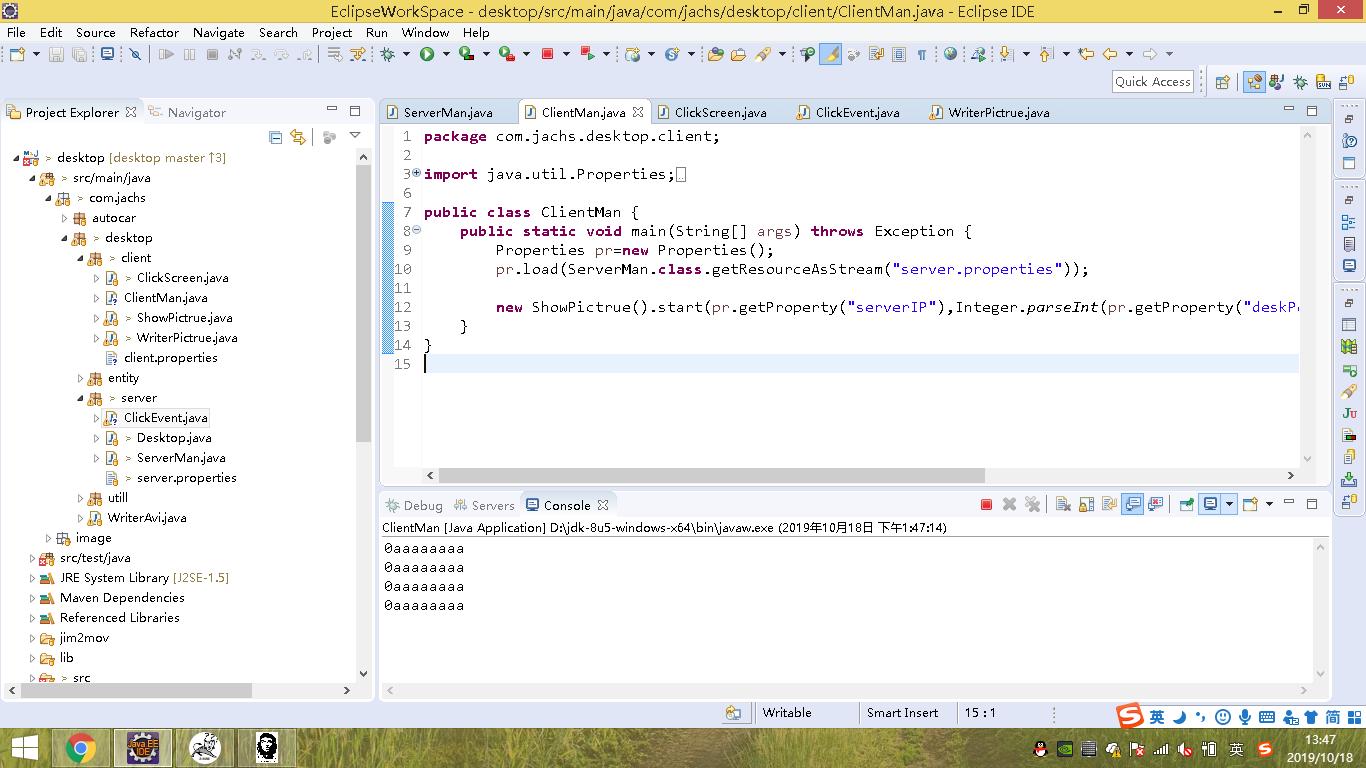 EclipseWorkSpace - desktop/src/main/java/com/jachs/desktop/client/ClientMan.java - Eclipse IDE
File Edit Source Refactor Navigate Search Project Run Window Help
Quick Access
Project Explorer
Navigator
> desktop [desktop master ↑3]
> src/main/java
> com.jachs
autocar
> desktop
> client
> ClickScreen.java
ClientMan.java
> ShowPictrue.java
> WriterPictrue.java
client.properties
entity
> server
ClickEvent.java
> Desktop.java
> ServerMan.java
> server.properties
utill
WriterAvi.java
image
src/test/java
JRE System Library [J2SE-1.5]
Maven Dependencies
Referenced Libraries
jim2mov
lib
> src
ServerMan.java
ClientMan.java
ClickScreen.java
ClickEvent.java
WriterPictrue.java
1 package com.jachs.desktop.client;
2
3 import java.util.Properties;
6
7 public class ClientMan {
8 public static void main(String[] args) throws Exception {
9 Properties pr=new Properties();
10 pr.load(ServerMan.class.getResourceAsStream("server.properties"));
11
12 new ShowPictrue().start(pr.getProperty("serverIP"),Integer.parseInt(pr.getProperty("deskPo
13 }
14 }
15
Debug Servers Console
ClientMan [Java Application] D:\jdk-8u5-windows-x64\bin\javaw.exe (2019年10月18日 下午1:47:14)
0aaaaaaaa
0aaaaaaaa
0aaaaaaaa
0aaaaaaaa
Writable
Smart Insert
15 : 1
英
简
Java EE
IDE
英
13:47
2019/10/18